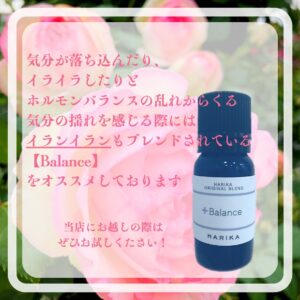 気分が落ち込んだり、
イライラしたりと
ホルモンバランスの乱れからくる
気分の揺れを感じる際には
イランイランもブレンドされている
【Balance】
をオススメしております
当店にお越しの際は
ぜひお試しください！
HARIKA
ORIGINAL BLEND
+Balance
HARIKA